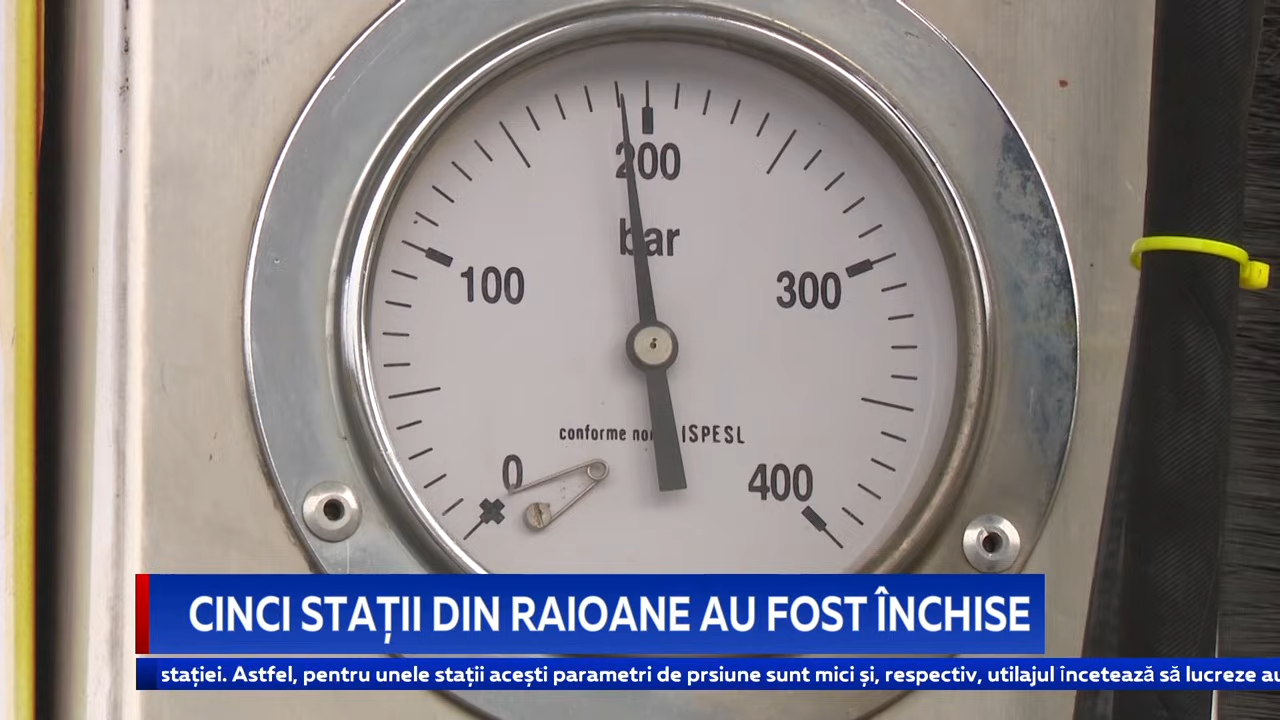 200
bar
100
300
conforme ISPESL
0
400
CINCI STAȚII DIN RAIOANE AU FOST ÎNCHISE
stației. Astfel, pentru unele stații acești parametri de prsiune sunt mici și, respectiv, utilajul încetează să lucreze